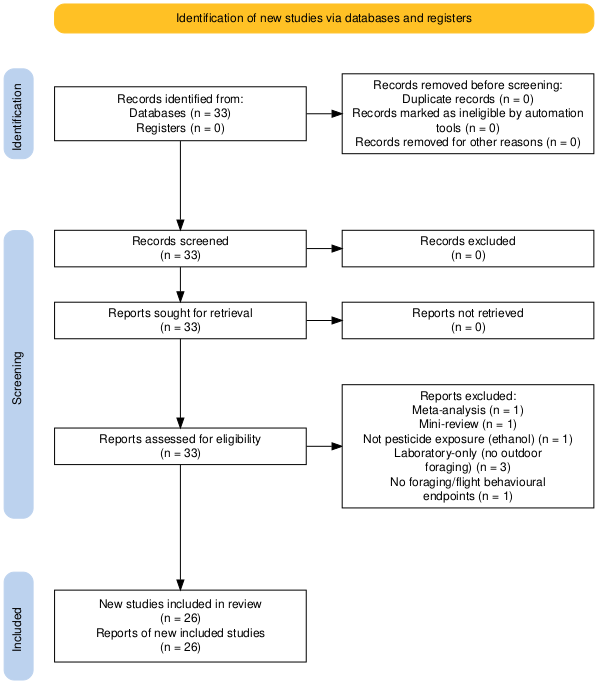 Identification of new studies via databases and registers
Identification
Records identified from:
Databases (n = 33)
Registers (n = 0)
Records removed before screening:
Duplicate records (n = 0)
Records marked as ineligible by automation
tools (n = 0)
Records removed for other reasons (n = 0)
Screening
Records screened
(n = 33)
Records excluded
(n = 0)
Reports sought for retrieval
(n = 33)
Reports not retrieved
(n = 0)
Reports assessed for eligibility
(n = 33)
Reports excluded:
Meta-analysis (n = 1)
Mini-review (n = 1)
Not pesticide exposure (ethanol) (n = 1)
Laboratory-only (no outdoor
foraging) (n = 3)
No foraging/flight behavioural
endpoints (n = 1)
Included
New studies included in review
(n = 26)
Reports of new included studies
(n = 26)